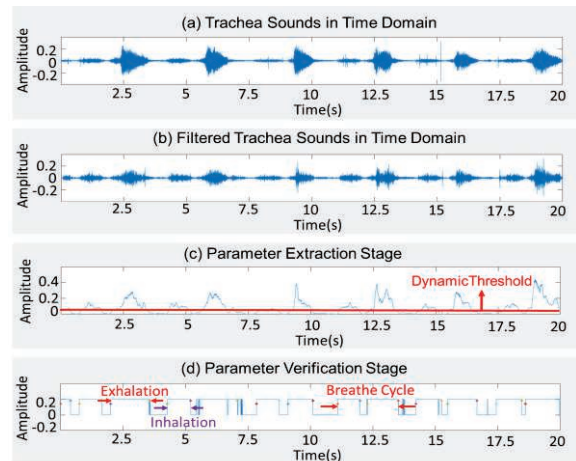 (a) Trachea Sounds in Time Domain
Amplitude
0.2
0
-0.2
2.5 5 7.5 10 12.5 15 17.5 20
Time(s)
(b) Filtered Trachea Sounds in Time Domain
Amplitude
0.2
0
-0.2
2.5 5 7.5 10 12.5 15 17.5 20
Time(s)
(c) Parameter Extraction Stage
Amplitude
0.4
0.2
0
DynamicThreshold
2.5 5 7.5 10 12.5 15 17.5 20
Time(s)
(d) Parameter Verification Stage
Amplitude
0.2
0
-0.2
Exhalation
Inhalation
Breathe Cycle
2.5 5 7.5 10 12.5 15 17.5 20
Time(s)